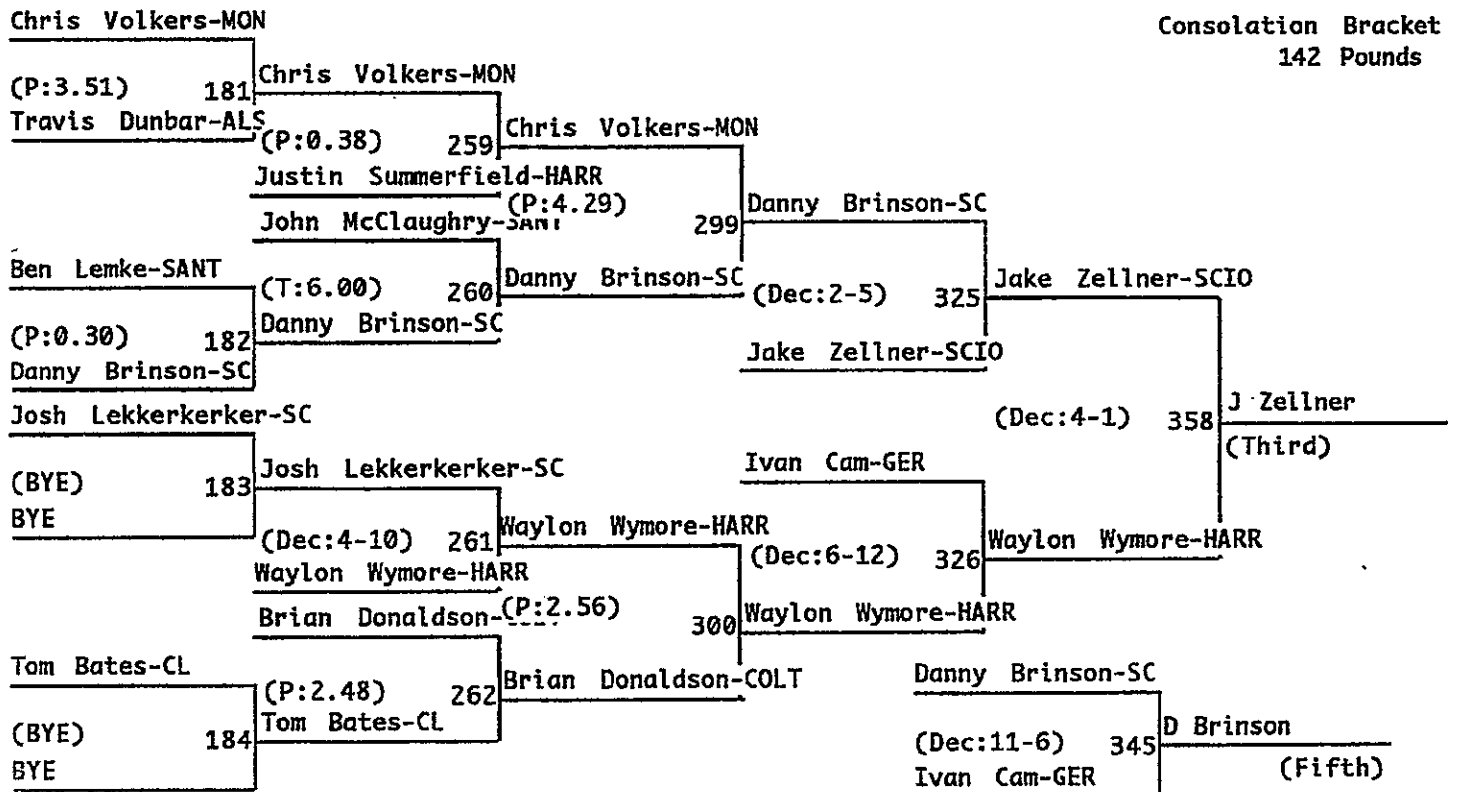 Chris Volkers-MON
Consolation Bracket
142 Pounds
(P:3.51) 181
Chris Volkers-MON
Travis Dunbar-ALS
(P:0.38) 259
Chris Volkers-MON
Justin Summerfield-HARR
(P:4.29) 299
Danny Brinson-SC
John McClaughry-SANT
Ben Lemke-SANT
(T:6.00) 260
Danny Brinson-SC
(Dec:2-5) 325
Jake Zellner-SCIO
(P:0.30) 182
Danny Brinson-SC
Danny Brinson-SC
Jake Zellner-SCIO
Josh Lekkerkerker-SC
(Dec:4-1) 358
J Zellner
(Third)
(BYE) 183
Josh Lekkerkerker-SC
Ivan Cam-GER
BYE
(Dec:4-10) 261
Waylon Wymore-HARR
(Dec:6-12) 326
Waylon Wymore-HARR
Waylon Wymore-HARR
Brian Donaldson-
(P:2.56) 300
Waylon Wymore-HARR
Tom Bates-CL
(P:2.48) 262
Brian Donaldson-COLT
Danny Brinson-SC
(BYE) 184
Tom Bates-CL
(Dec:11-6) 345
D Brinson
(Fifth)
BYE
Ivan Cam-GER